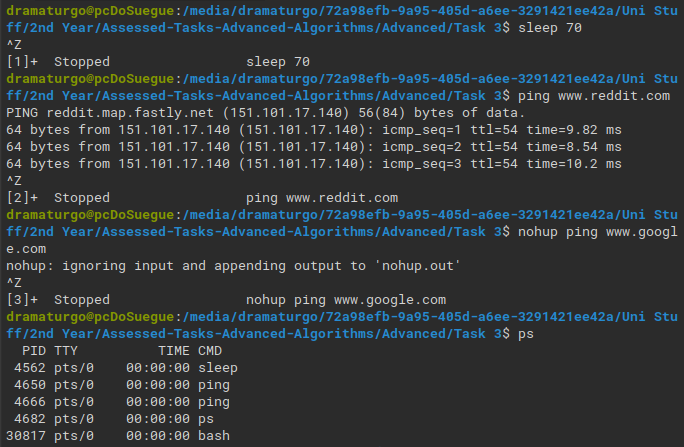 dramaturgo@pcDoSuegue:/media/dramaturgo/72a98efb-9a95-405d-a6ee-3291421ee42a/Uni Stu
ff/2nd Year/Assessed-Tasks-Advanced-Algorithms/Advanced/Task 3$ sleep 70
^Z
[1]+  Stopped                 sleep 70
dramaturgo@pcDoSuegue:/media/dramaturgo/72a98efb-9a95-405d-a6ee-3291421ee42a/Uni Stu
ff/2nd Year/Assessed-Tasks-Advanced-Algorithms/Advanced/Task 3$ ping www.reddit.com
PING reddit.map.fastly.net (151.101.17.140) 56(84) bytes of data.
64 bytes from 151.101.17.140 (151.101.17.140): icmp_seq=1 ttl=54 time=9.82 ms
64 bytes from 151.101.17.140 (151.101.17.140): icmp_seq=2 ttl=54 time=8.54 ms
64 bytes from 151.101.17.140 (151.101.17.140): icmp_seq=3 ttl=54 time=10.2 ms
^Z
[2]+  Stopped                 ping www.reddit.com
dramaturgo@pcDoSuegue:/media/dramaturgo/72a98efb-9a95-405d-a6ee-3291421ee42a/Uni Stu
ff/2nd Year/Assessed-Tasks-Advanced-Algorithms/Advanced/Task 3$ nohup ping www.googl
e.com
nohup: ignoring input and appending output to 'nohup.out'
^Z
[3]+  Stopped                 nohup ping www.google.com
dramaturgo@pcDoSuegue:/media/dramaturgo/72a98efb-9a95-405d-a6ee-3291421ee42a/Uni Stu
ff/2nd Year/Assessed-Tasks-Advanced-Algorithms/Advanced/Task 3$ ps
  PID TTY          TIME CMD
 4562 pts/0    00:00:00 sleep
 4650 pts/0    00:00:00 ping
 4666 pts/0    00:00:00 ping
 4682 pts/0    00:00:00 ps
30817 pts/0    00:00:00 bash